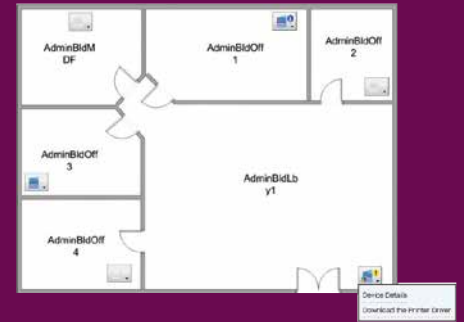 AdminBldM
DF
AdminBldOff
1
AdminBldOff
2
AdminBldOff
3
AdminBldLb
y1
AdminBldOff
4
Device Details
Download the Printer Driver